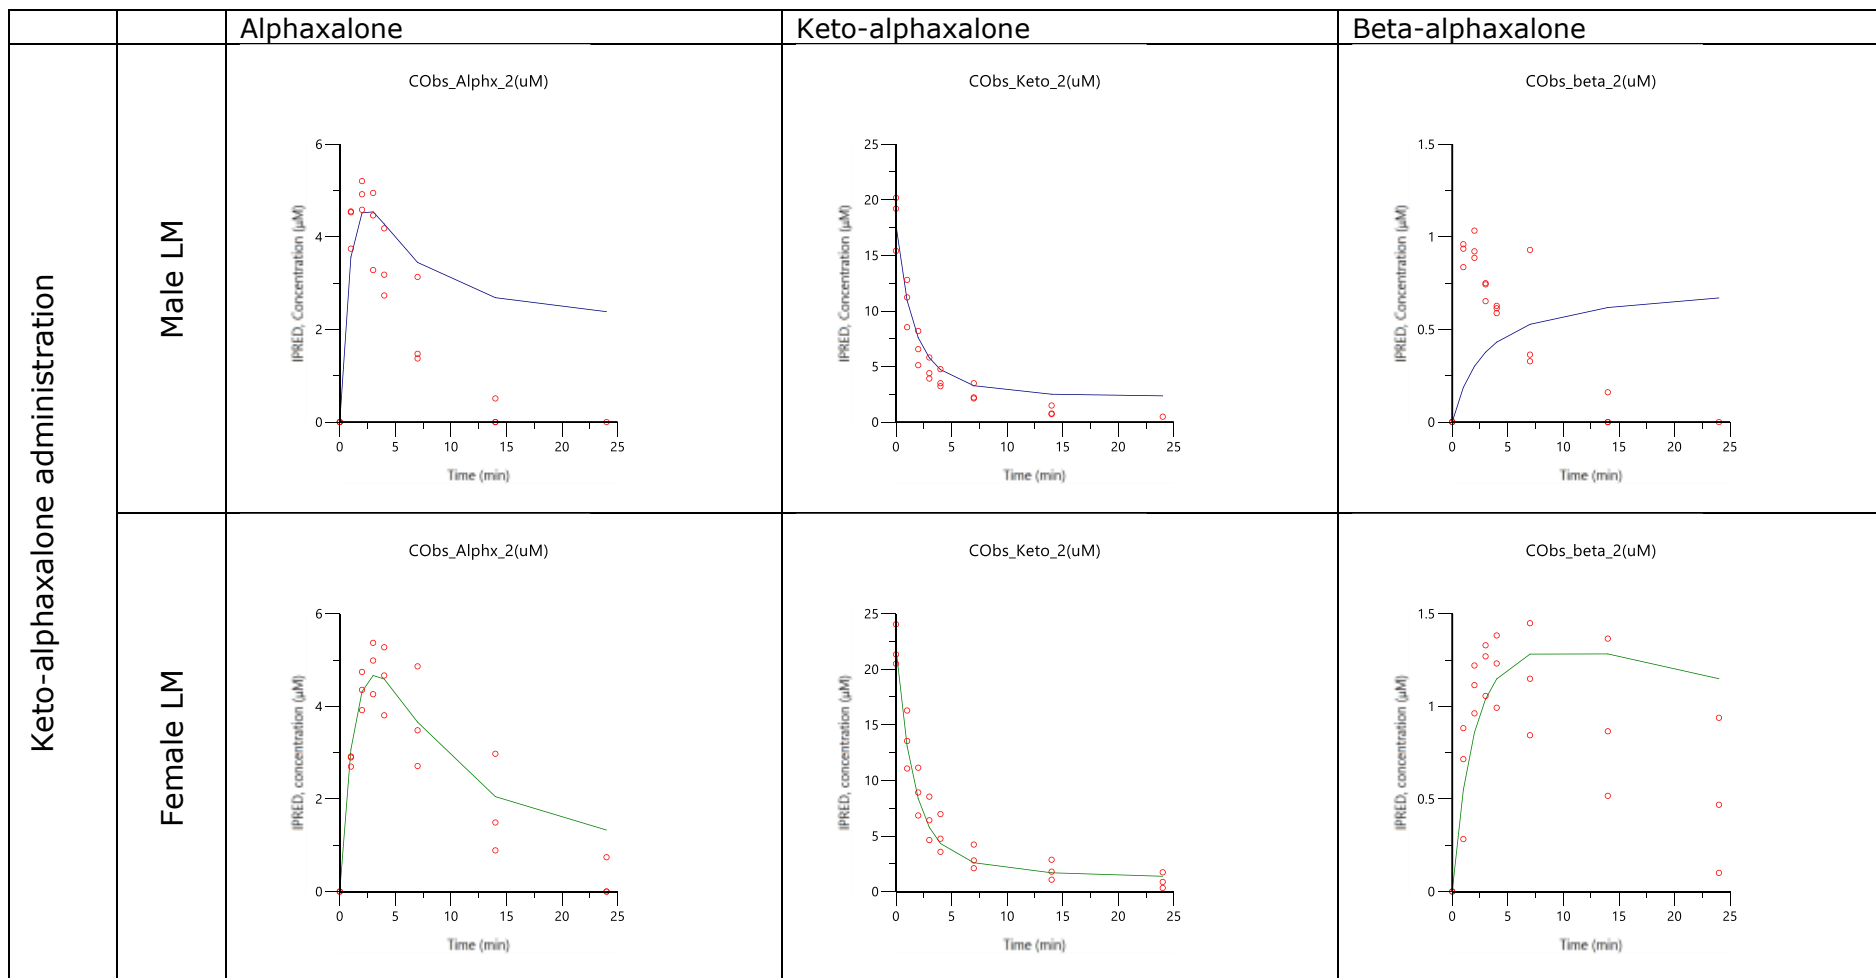 Alphaxalone
Keto-alphaxalone
Beta-alphaxalone
Keto-alphaxalone administration
Male LM
CObs_Alphx_2(uM)
IPRED, Concentration (µM)
6
4
2
0
0 5 10 15 20 25
Time (min)
CObs_Keto_2(uM)
IPRED, Concentration (µM)
25
20
15
10
5
0
0 5 10 15 20 25
Time (min)
CObs_beta_2(uM)
IPRED, Concentration (µM)
1.5
1
0.5
0
0 5 10 15 20 25
Time (min)
Female LM
CObs_Alphx_2(uM)
IPRED, concentration (µM)
6
4
2
0
0 5 10 15 20 25
Time (min)
CObs_Keto_2(uM)
IPRED, concentration (µM)
25
20
15
10
5
0
0 5 10 15 20 25
Time (min)
CObs_beta_2(uM)
IPRED, concentration (µM)
1.5
1
0.5
0
0 5 10 15 20 25
Time (min)